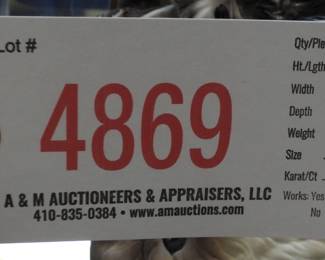 Lot #
4869
A & M AUCTIONEERS & APPRAISERS, LLC
410-835-0384 • www.amauctions.com
Qty/Pie
Ht./Lgth
Width
Depth
Weight
Size
Karat/Ct
Works: Yes
No